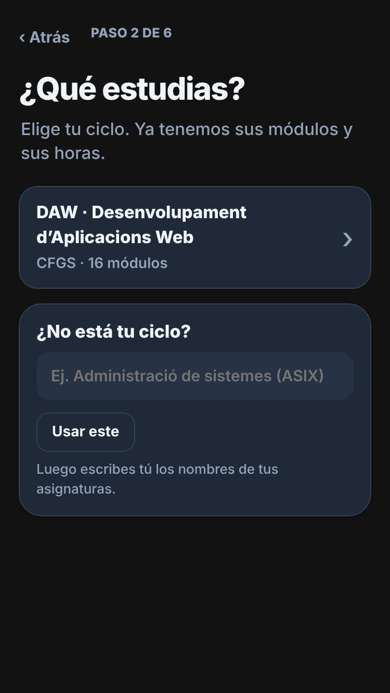 ‹ Atrás
PASO 2 DE 6
¿Qué estudias?
Elige tu ciclo. Ya tenemos sus módulos y
sus horas.
DAW · Desenvolupament
d’Aplicacions Web
CFGS · 16 módulos
›
¿No está tu ciclo?
Ej. Administració de sistemes (ASIX)
Usar este
Luego escribes tú los nombres de tus
asignaturas.